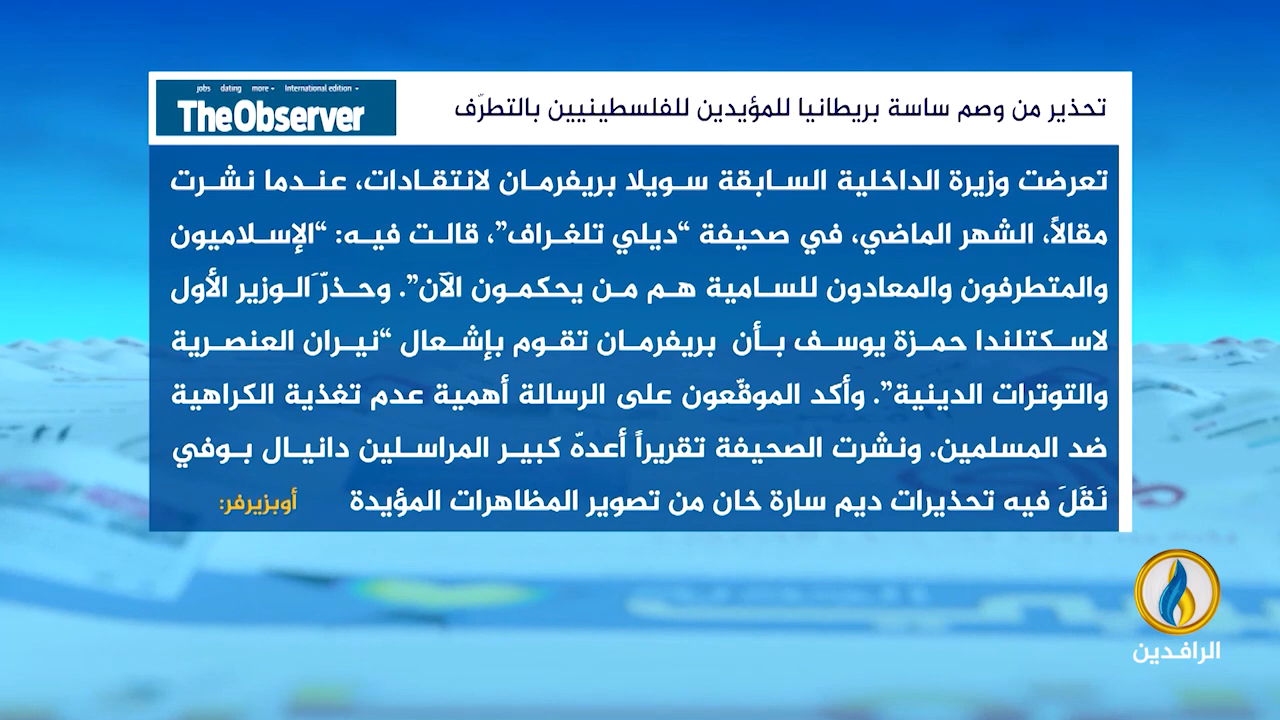 jobs dating more International edition
The Observer
تحذير من وصم ساسة بريطانيا للمؤيدين للفلسطينيين بالتطرّف
تعرضت وزيرة الداخلية السابقة سويلا بريفرمان لانتقادات، عندما نشرت
مقالاً، الشهر الماضي، في صحيفة “ديلي تلغراف”، قالت فيه: “الإسلاميون
والمتطرفون والمعادون للسامية هم من يحكمون الآن”. وحذّر َالوزير الأول
لاسكتلندا حمزة يوسف بأن بريفرمان تقوم بإشعال “نيران العنصرية
والتوترات الدينية”. وأكد الموقّعون على الرسالة أهمية عدم تغذية الكراهية
ضد المسلمين. ونشرت الصحيفة تقريراً أعدهّ كبير المراسلين دانيال بوفي
نَقَلَ فيه تحذيرات ديم سارة خان من تصوير المظاهرات المؤيدة أوبزيرفر:
الرافدين